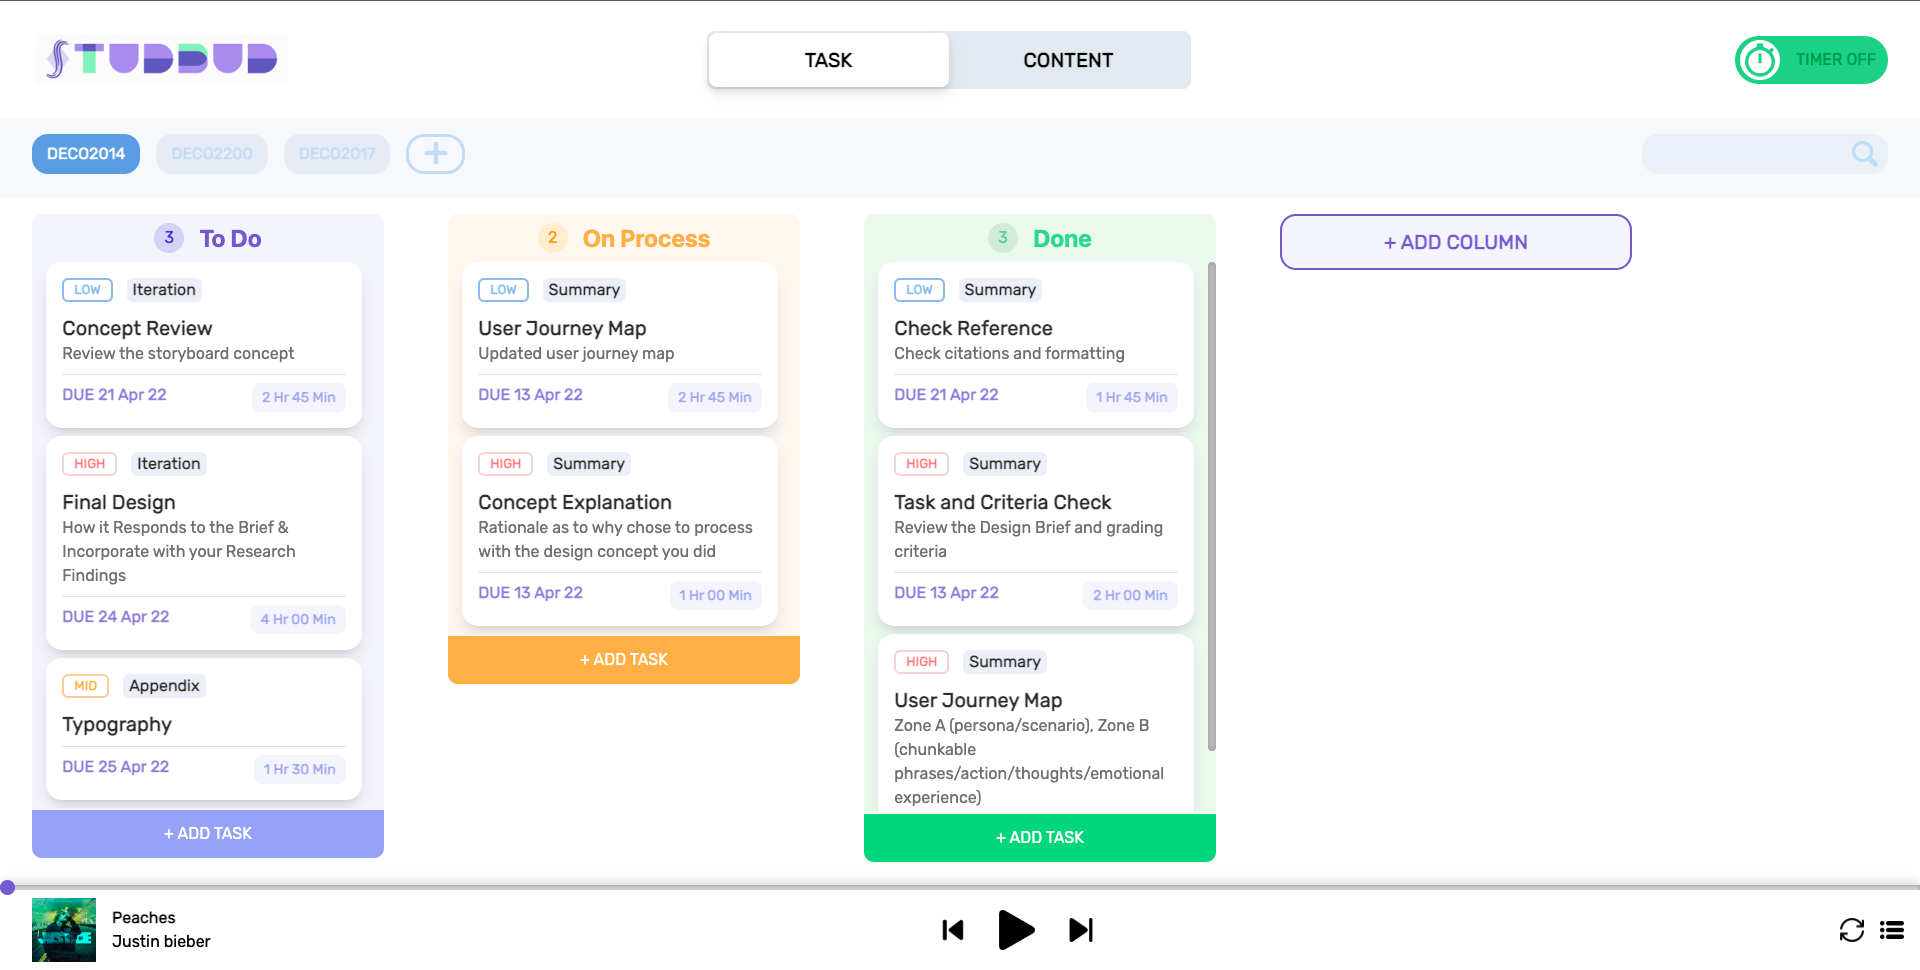 STUDBUD
TASK
CONTENT
TIMER OFF
DECO2014
DECO2200
DECO2017
3 To Do
LOW Iteration
Concept Review
Review the storyboard concept
DUE 21 Apr 22
2 Hr 45 Min
HIGH Iteration
Final Design
How it Responds to the Brief &
Incorporate with your Research
Findings
DUE 24 Apr 22
4 Hr 00 Min
MID Appendix
Typography
DUE 25 Apr 22
1 Hr 30 Min
+ ADD TASK
2 On Process
LOW Summary
User Journey Map
Updated user journey map
DUE 13 Apr 22
2 Hr 45 Min
HIGH Summary
Concept Explanation
Rationale as to why chose to process
with the design concept you did
DUE 13 Apr 22
1 Hr 00 Min
+ ADD TASK
3 Done
LOW Summary
Check Reference
Check citations and formatting
DUE 21 Apr 22
1 Hr 45 Min
HIGH Summary
Task and Criteria Check
Review the Design Brief and grading
criteria
DUE 13 Apr 22
2 Hr 00 Min
HIGH Summary
User Journey Map
Zone A (persona/scenario), Zone B
(chunkable
phrases/action/thoughts/emotional
experience)
+ ADD TASK
+ ADD COLUMN
Peaches
Justin bieber